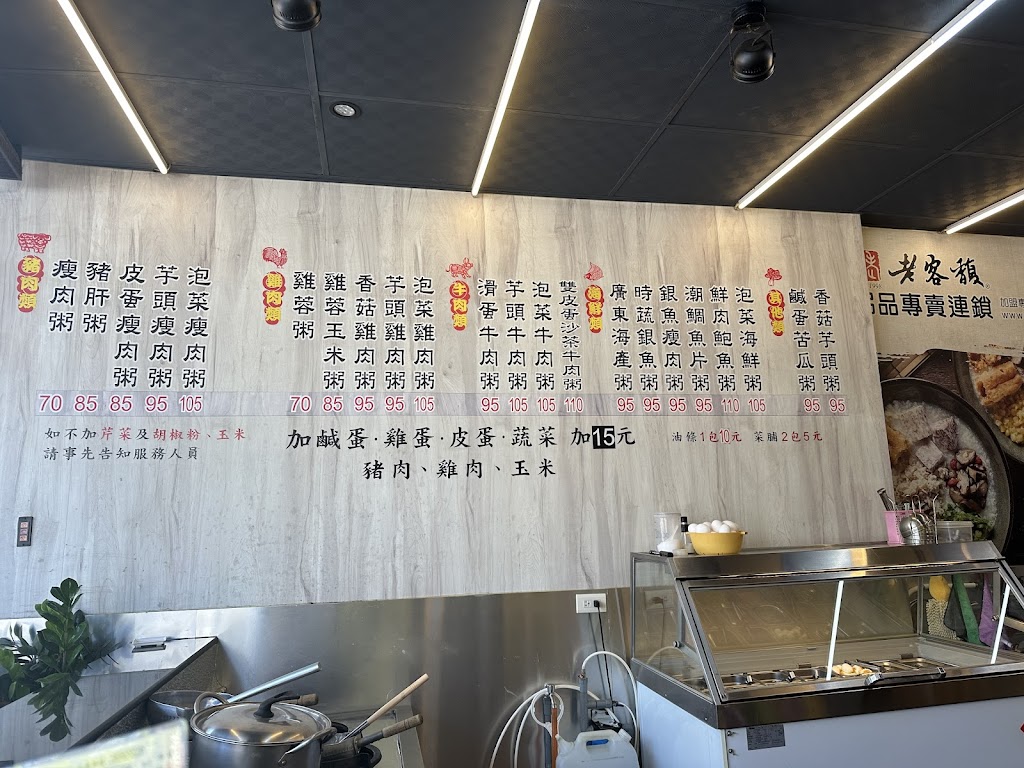 豬肉類
瘦肉粥 70
豬肝粥 85
皮蛋瘦肉粥 85
芋頭瘦肉粥 95
泡菜瘦肉粥 105
雞肉類
雞蓉粥 70
雞蓉玉米粥 85
香菇雞肉粥 95
芋頭雞肉粥 95
泡菜雞肉粥 105
牛肉類
滑蛋牛肉粥 95
芋頭牛肉粥 105
泡菜牛肉粥 105
雙皮蛋沙茶牛肉粥 110
海鮮類
廣東海產粥 95
時蔬銀魚粥 95
銀魚瘦肉粥 95
潮鯛魚片粥 95
鮮肉鮑魚粥 110
泡菜海鮮粥 105
其他類
鹹蛋苦瓜粥 95
香菇芋頭粥 95
如不加芹菜及胡椒粉、玉米
請事先告知服務人員
加鹹蛋·雞蛋·皮蛋·蔬菜 加15元
豬肉、雞肉、玉米
油條1包10元 菜脯2包5元
老客馥®
品專賣連鎖
加盟
WWW.